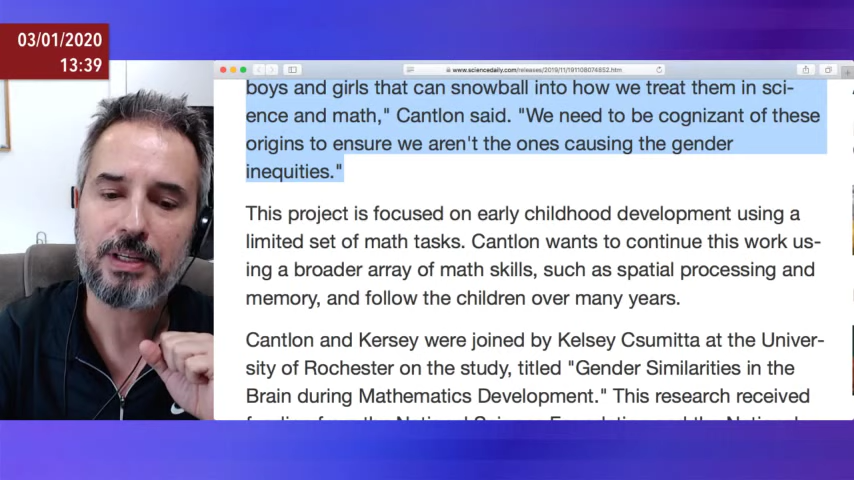 03/01/2020
13:39
www.sciencedaily.com/releases/2019/11/191108074852.htm
boys and girls that can snowball into how we treat them in sci-
ence and math," Cantlon said. "We need to be cognizant of these
origins to ensure we aren't the ones causing the gender
inequities."
This project is focused on early childhood development using a
limited set of math tasks. Cantlon wants to continue this work us-
ing a broader array of math skills, such as spatial processing and
memory, and follow the children over many years.
Cantlon and Kersey were joined by Kelsey Csumitta at the Univer-
sity of Rochester on the study, titled "Gender Similarities in the
Brain during Mathematics Development." This research received